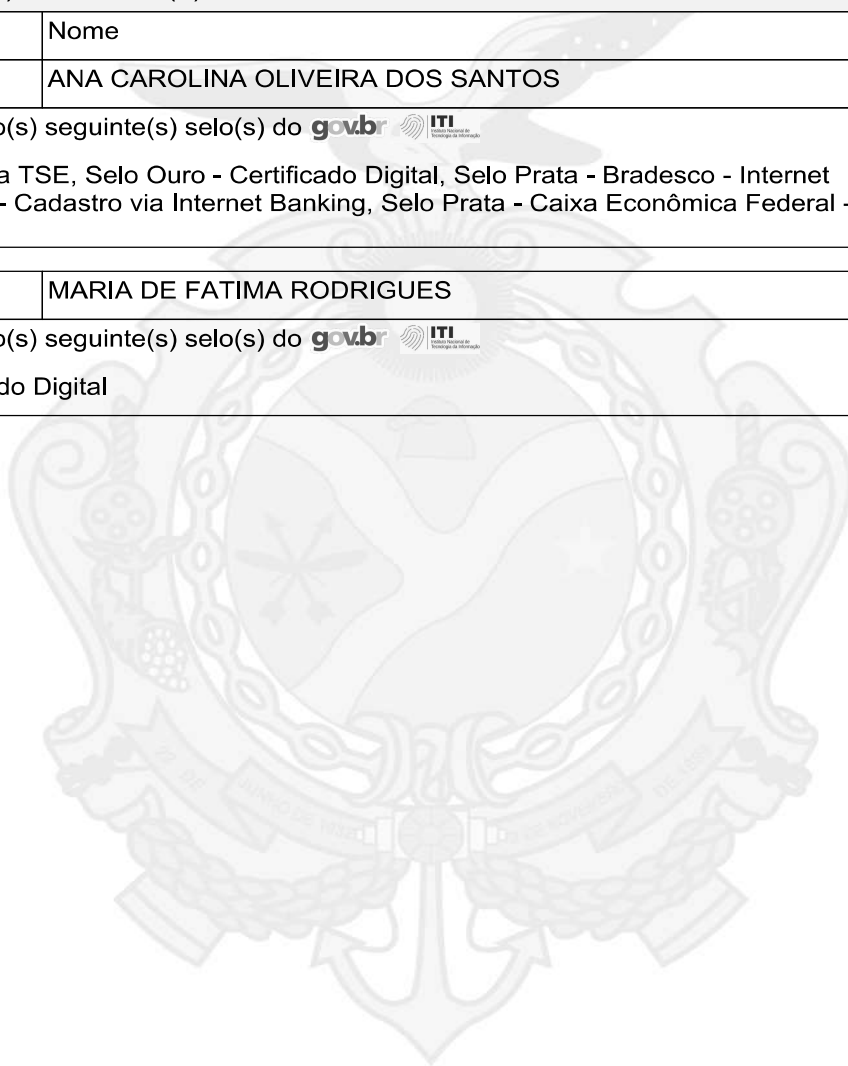 Nome
ANA CAROLINA OLIVEIRA DOS SANTOS
o(s) seguinte(s) selo(s) do gov.br ITI
a TSE, Selo Ouro - Certificado Digital, Selo Prata - Bradesco - Internet
- Cadastro via Internet Banking, Selo Prata - Caixa Econômica Federal -
MARIA DE FATIMA RODRIGUES
o(s) seguinte(s) selo(s) do gov.br ITI
do Digital